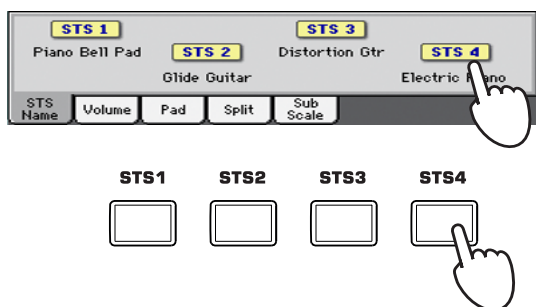 STS 1
STS 3
Piano Bell Pad
STS 2
Distortion Gtr
STS 4
Glide Guitar
Electric Piano
STS Name
Volume
Pad
Split
Sub Scale
STS1 STS2 STS3 STS4